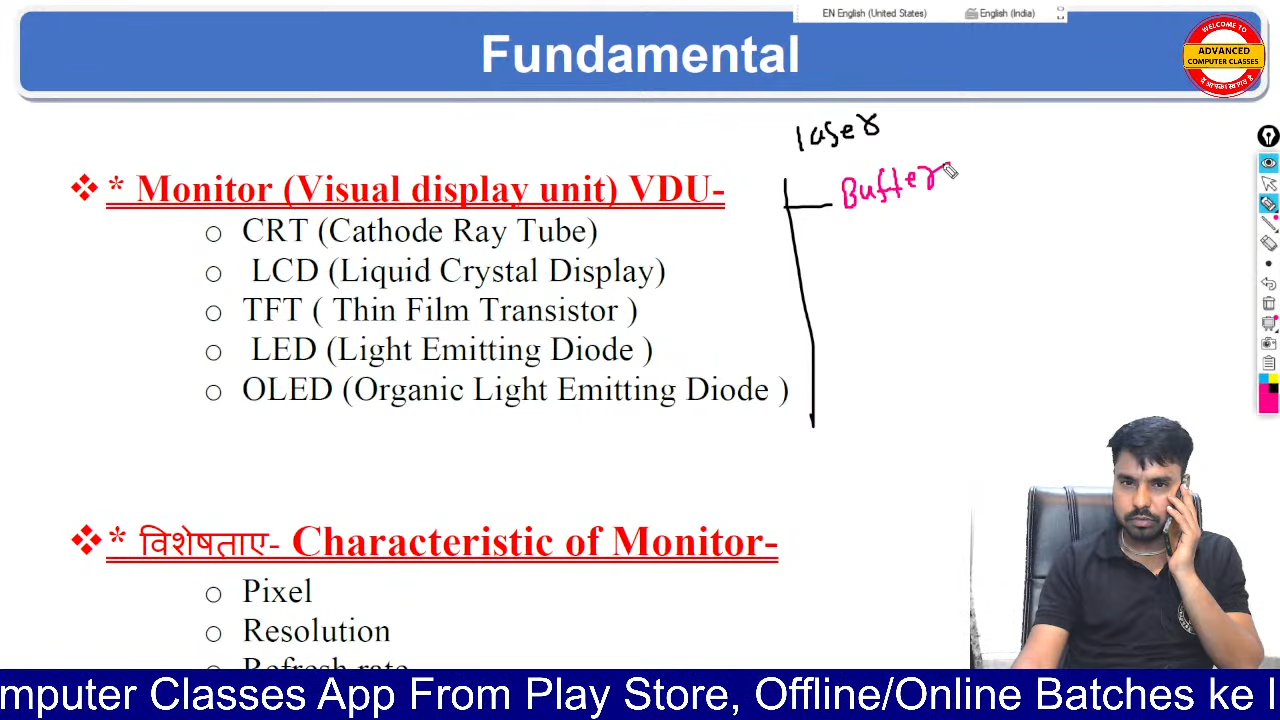 EN English (United States)
English (India)
Fundamental
WELCOME TO
ADVANCED
COMPUTER CLASSES
laser
Buffer
❖ * Monitor (Visual display unit) VDU-
○ CRT (Cathode Ray Tube)
○ LCD (Liquid Crystal Display)
○ TFT ( Thin Film Transistor )
○ LED (Light Emitting Diode )
○ OLED (Organic Light Emitting Diode )
❖ * विशेषताए- Characteristic of Monitor-
○ Pixel
○ Resolution
○ Refresh rate
mputer Classes App From Play Store, Offline/Online Batches ke l